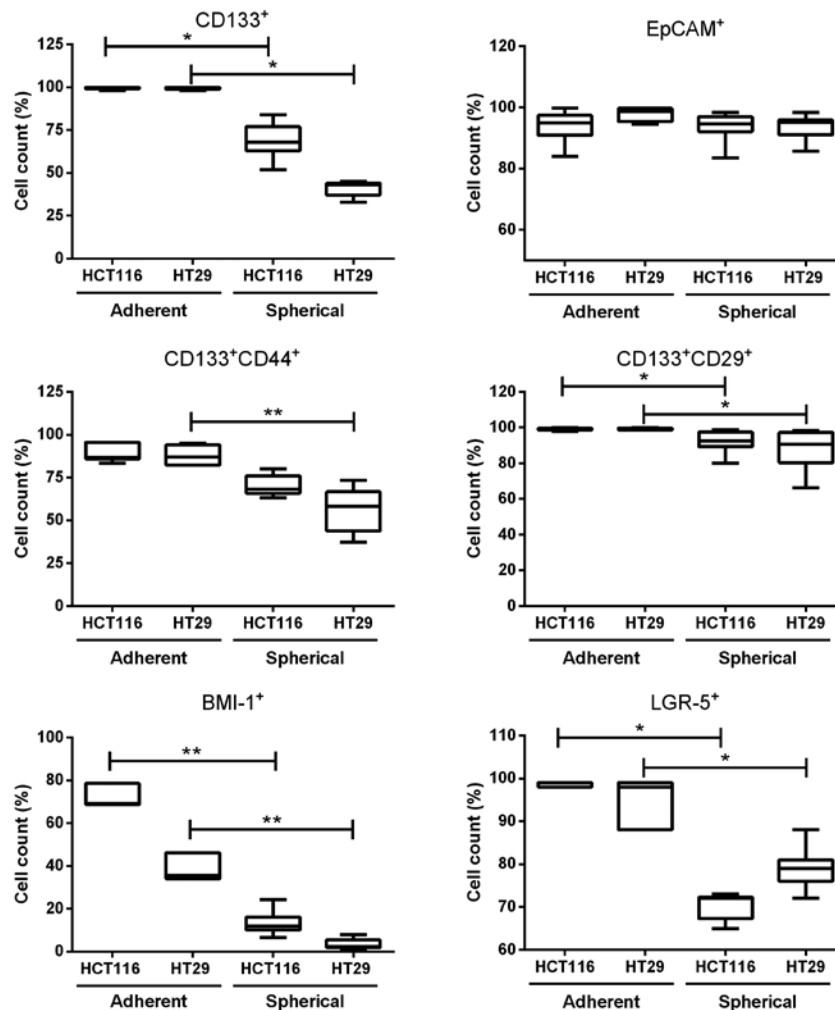 CD133⁺
*
*
125
100
75
50
25
0
Cell count (%)
HCT116 HT29 HCT116 HT29
Adherent Spherical
EpCAM⁺
120
100
80
60
Cell count (%)
HCT116 HT29 HCT116 HT29
Adherent Spherical
CD133⁺CD44⁺
**
125
100
75
50
25
0
Cell count (%)
HCT116 HT29 HCT116 HT29
Adherent Spherical
CD133⁺CD29⁺
*
*
120
100
80
60
40
20
0
Cell count (%)
HCT116 HT29 HCT116 HT29
Adherent Spherical
BMI-1⁺
**
**
100
80
60
40
20
0
Cell count (%)
HCT116 HT29 HCT116 HT29
Adherent Spherical
LGR-5⁺
*
*
110
100
90
80
70
60
Cell count (%)
HCT116 HT29 HCT116 HT29
Adherent Spherical